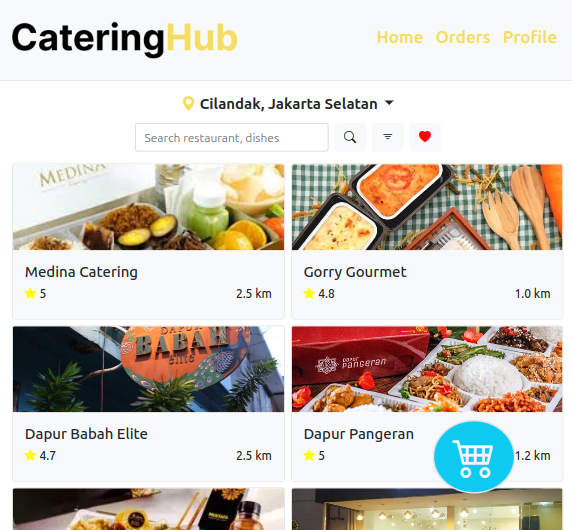 CateringHub
Home Orders Profile
Cilandak, Jakarta Selatan
Search restaurant, dishes
MEDINA
Medina Catering
5 2.5 km
Gorry Gourmet
4.8 1.0 km
DAPUR
BABAH
ELITE
Dapur Babah Elite
4.7 2.5 km
DAPUR
Pangeran
Dapur Pangeran
5 1.2 km